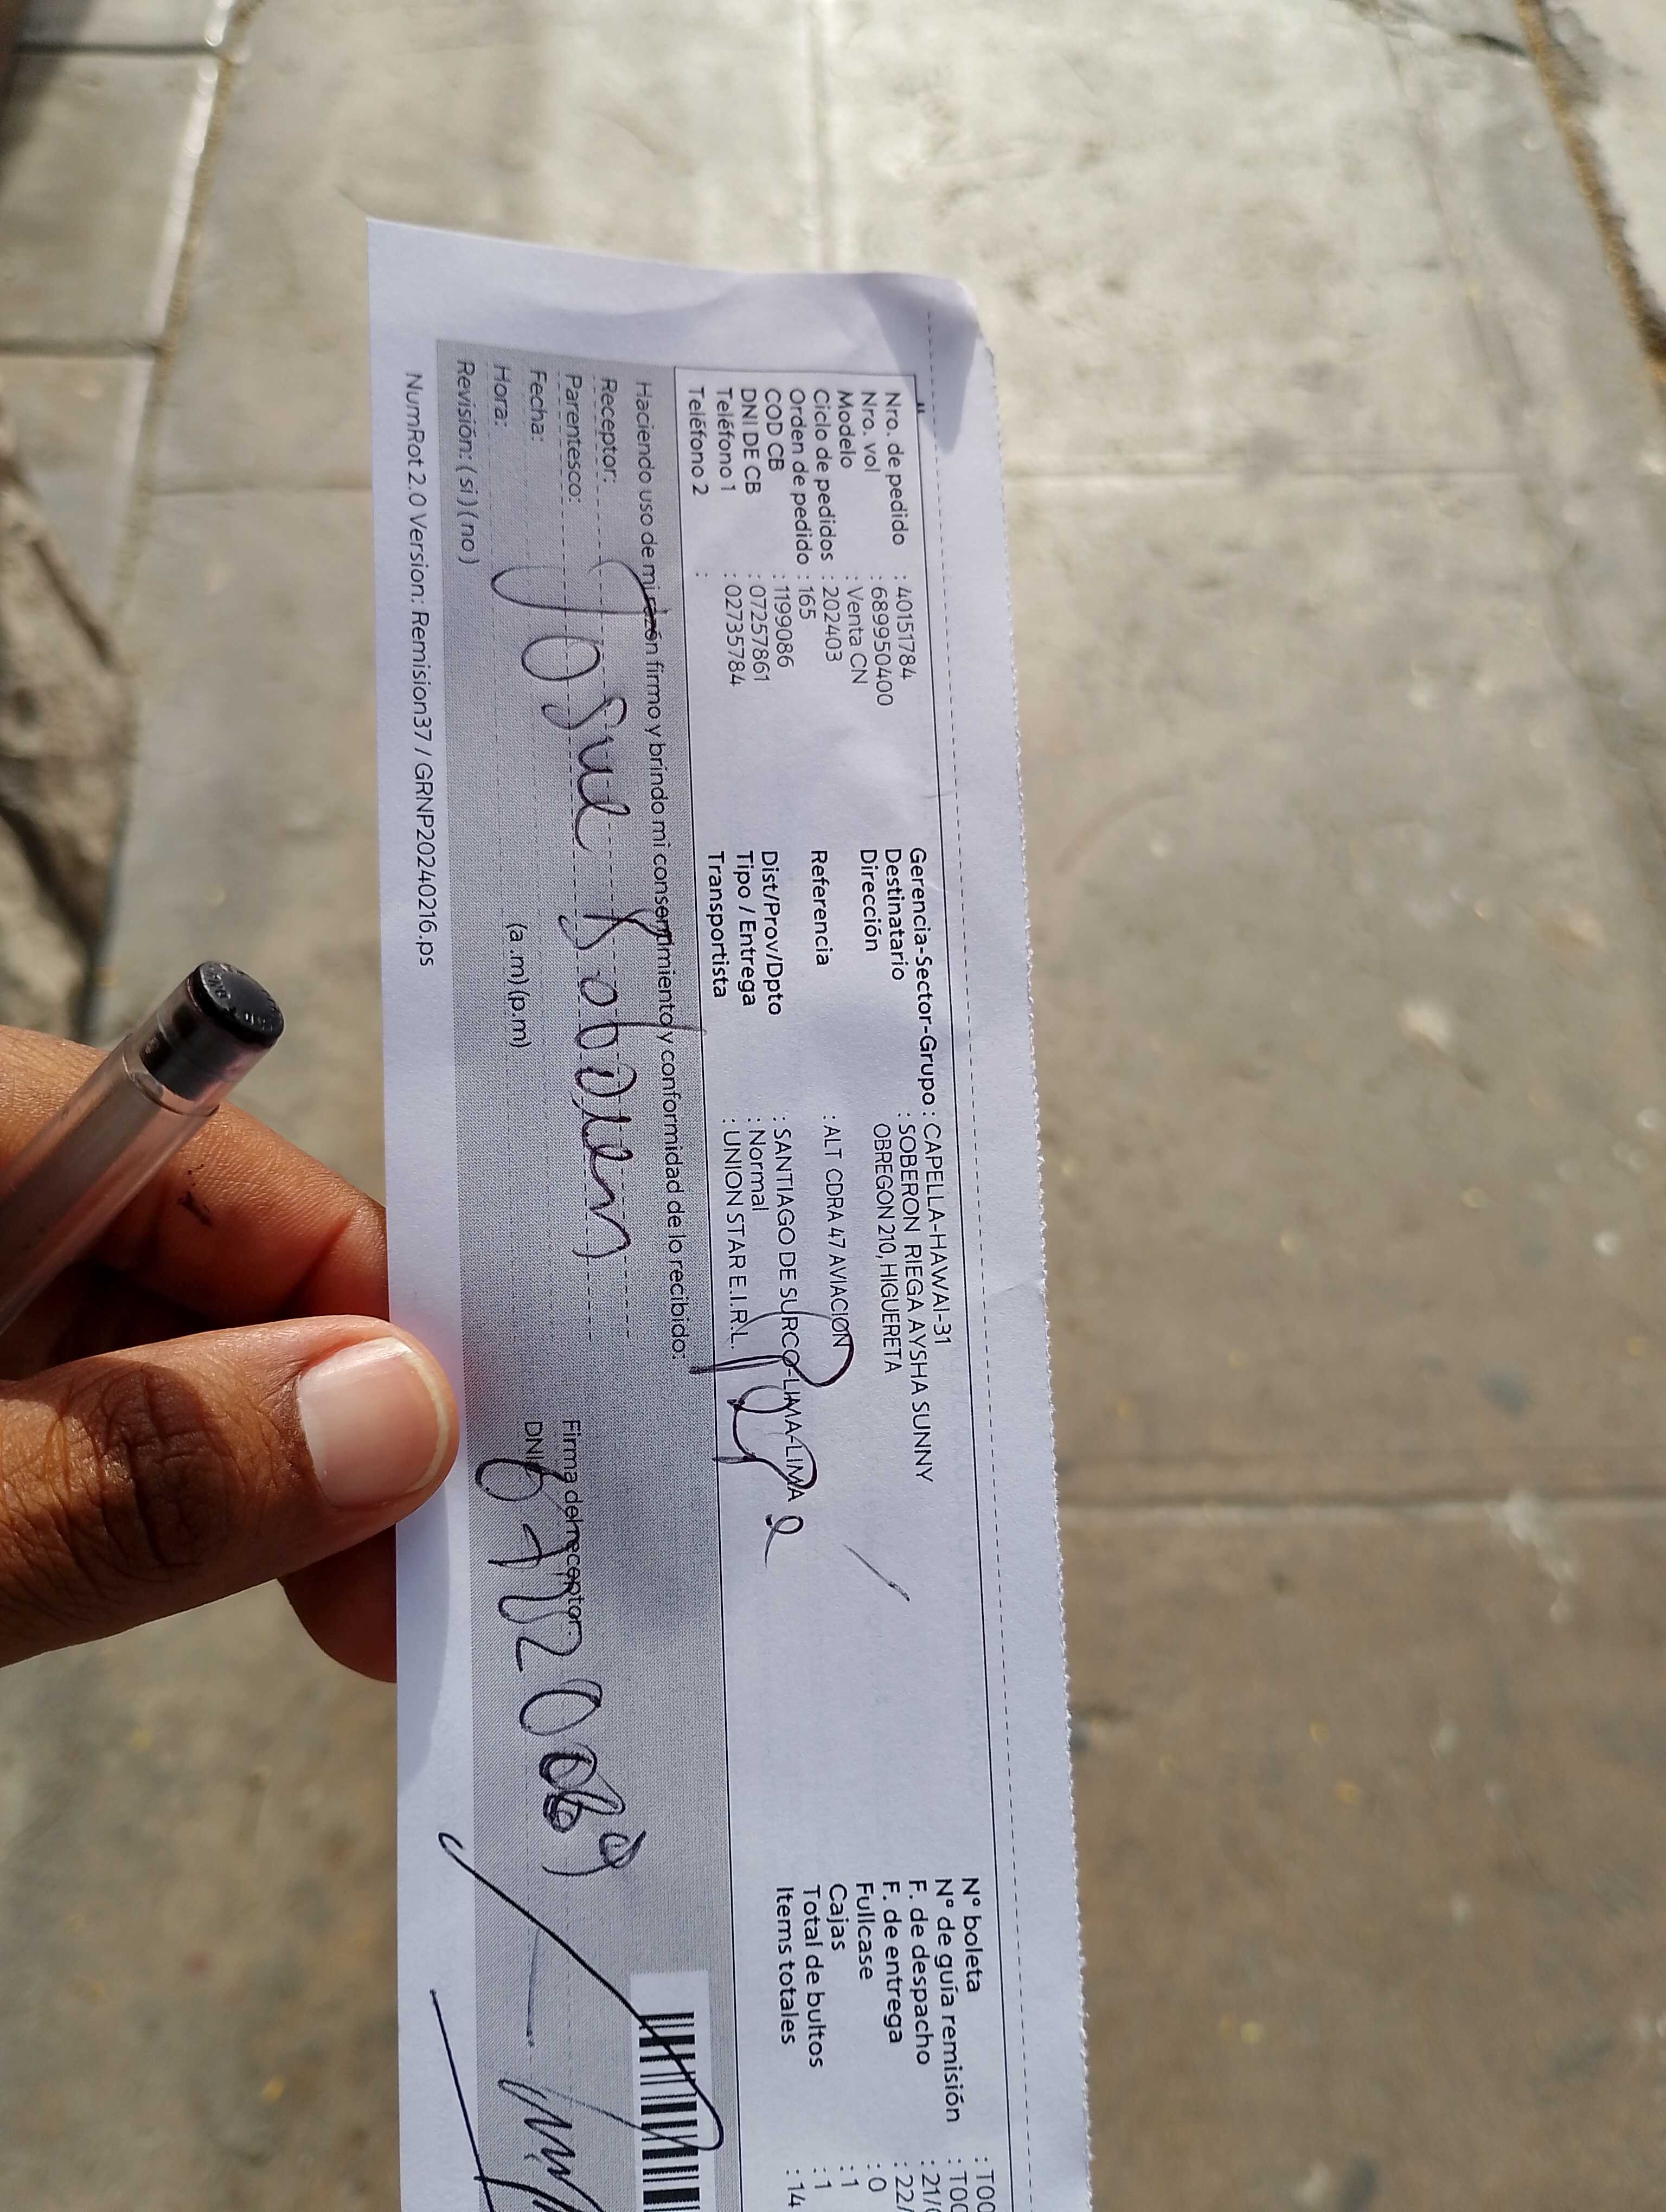 Nro. de pedido : 40151784
Nro. vol : 689950400
Modelo : Venta CN
Ciclo de pedidos : 202403
Orden de pedido : 165
COD CB : 1199086
DNI DE CB : 07257861
Teléfono 1 : 02735784
Teléfono 2 :
Gerencia-Sector-Grupo : CAPELLA-HAWAI-31
Destinatario : SOBERON RIEGA AYSHA SUNNY
Dirección OBREGON 210, HIGUERETA
Referencia : ALT CDRA 47 AVIACION
Dist/Prov/Dpto : SANTIAGO DE SURCO-LIMA-LIMA
Tipo / Entrega : Normal
Transportista : UNION STAR E.I.R.L.
N° boleta : T00
N° de guía remisión : T00
F. de despacho : 21/
F. de entrega : 22/
Fullcase : 0
Cajas : 1
Total de bultos : 1
Items totales : 14
Haciendo uso de mi razón firmo y brindo mi consentimiento y conformidad de lo recibido:
Receptor:
Parentesco:
Josue
Fecha:
Hora: (a .m) (p.m)
Revisión: ( si ) ( no )
Firma del receptor:
DNI
NumRot 2.0 Version: Remision37 / GRNP20240216.ps